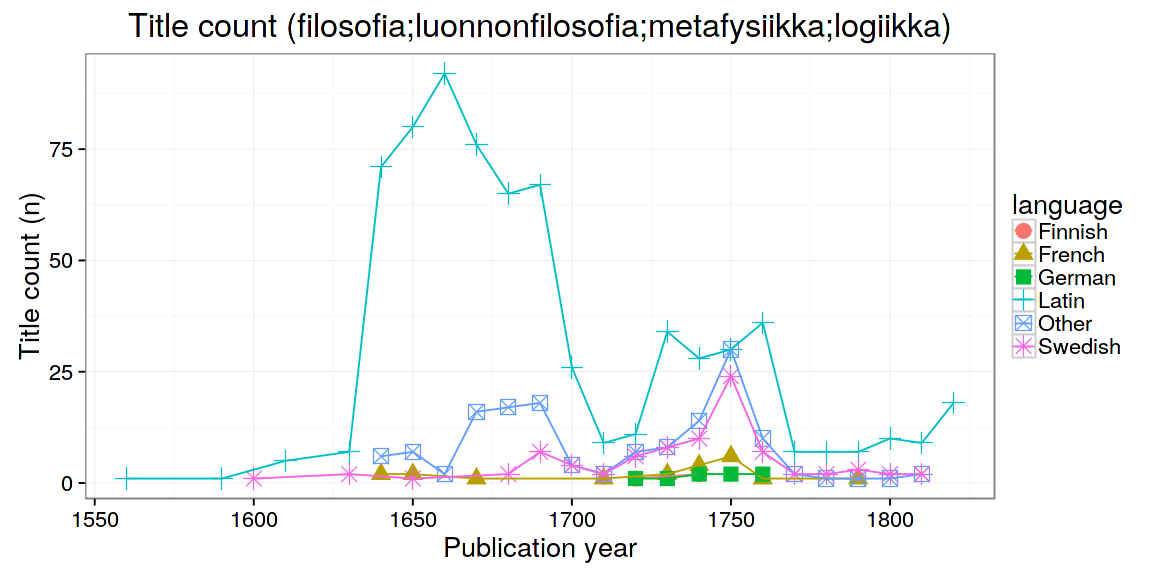 Title count (filosofia;luonnonfilosofia;metafysiikka;logiikka)
Title count (n)
75
50
25
0
1550 1600 1650 1700 1750 1800
Publication year
language
Finnish
French
German
Latin
Other
Swedish